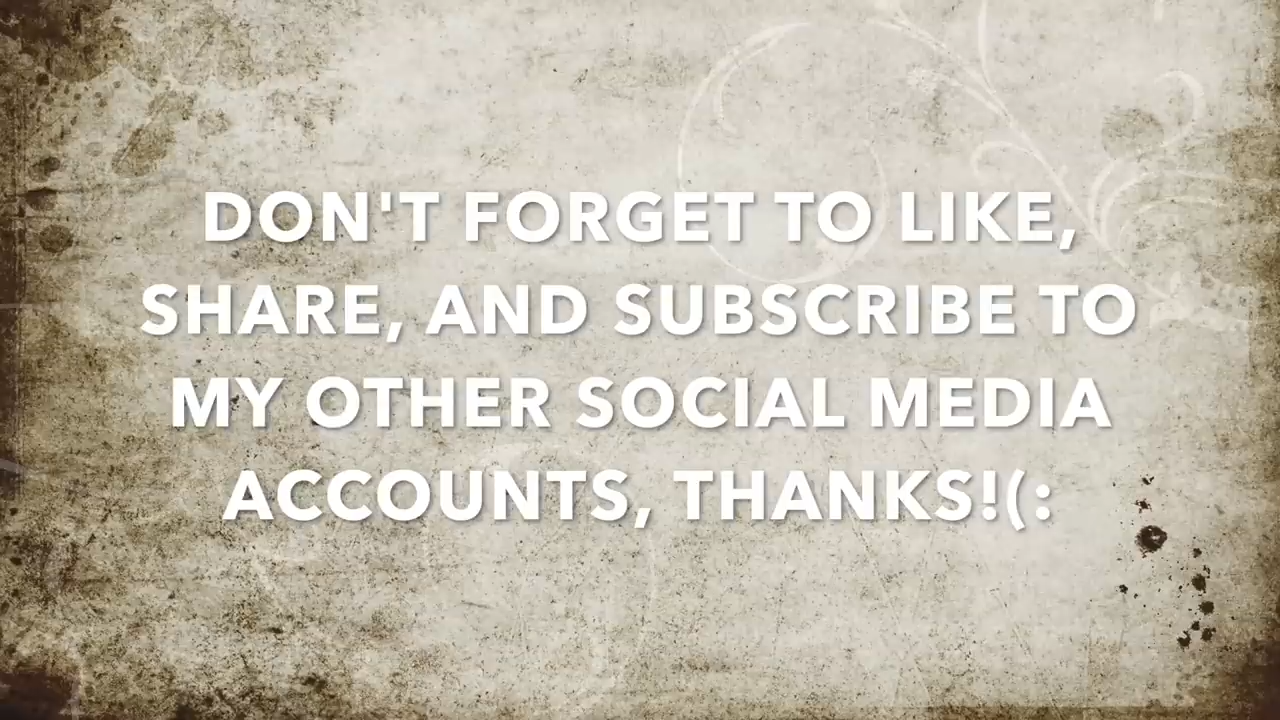 DON'T FORGET TO LIKE,
SHARE, AND SUBSCRIBE TO
MY OTHER SOCIAL MEDIA
ACCOUNTS, THANKS!(: